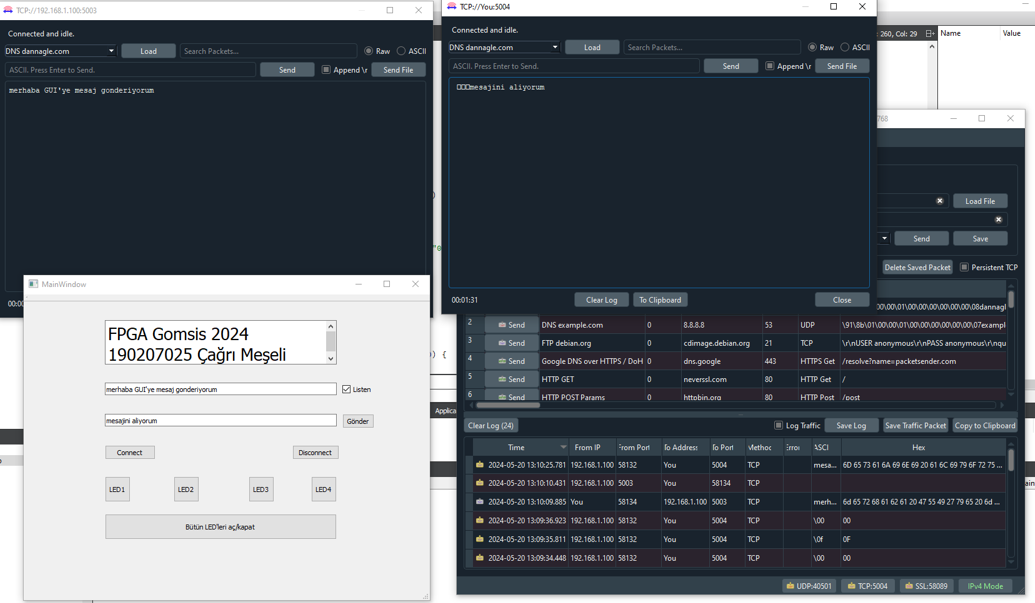 TCP://192.168.1.100:5003
Connected and idle.
DNS dannagle.com
Load
Search Packets...
Raw
ASCII
ASCII. Press Enter to Send.
Send
Append \r
Send File
merhaba GUI'ye mesaj gonderiyorum
TCP://You:5004
Connected and idle.
DNS dannagle.com
Load
Search Packets...
Raw
ASCII
ASCII. Press Enter to Send.
Send
Append \r
Send File
□□□mesajini aliyorum
00:01:31
Clear Log
To Clipboard
Close
260, Col: 29
Name
Value
Load File
Send
Save
Delete Saved Packet
Persistent TCP
2 Send DNS example.com 0 8.8.8.8 53 UDP
3 Send FTP debian.org 0 cdimage.debian.org 21 TCP \r\nUSER anonymous\r\nPASS anonymous\r\nqu
4 Send Google DNS over HTTPS / DoH 0 dns.google 443 HTTPS Get /resolve?name=packetsender.com
5 Send HTTP GET 0 neverssl.com 80 HTTP Get /
6 Send HTTP POST Params 0 httpbin.org 80 HTTP Post /post
Clear Log (24)
Log Traffic
Save Log
Save Traffic Packet
Copy to Clipboard
Time From IP From Port To Address To Port Method Error ASCI Hex
2024-05-20 13:10:25.781 192.168.1.100 58132 You 5004 TCP mesa... 6D 65 73 61 6A 69 6E 69 20 61 6C 69 79 6F 72 75 ...
2024-05-20 13:10:10.431 192.168.1.100 5003 You 58134 TCP
2024-05-20 13:10:09.885 You 58134 192.168.1.100 5003 TCP merh... 6d 65 72 68 61 62 61 20 47 55 49 27 79 65 20 6d ...
2024-05-20 13:09:36.923 192.168.1.100 58132 You 5004 TCP \00 00
2024-05-20 13:09:35.811 192.168.1.100 58132 You 5004 TCP \0f 0F
2024-05-20 13:09:34.448 192.168.1.100 58132 You 5004 TCP \00 00
UDP:40501
TCP:5004
SSL:58089
IPv4 Mode
MainWindow
FPGA Gomsis 2024
190207025 Çağrı Meşeli
merhaba GUI'ye mesaj gonderiyorum
Listen
mesajini aliyorum
Gönder
Connect
Disconnect
LED1
LED2
LED3
LED4
Bütün LED'leri aç/kapat